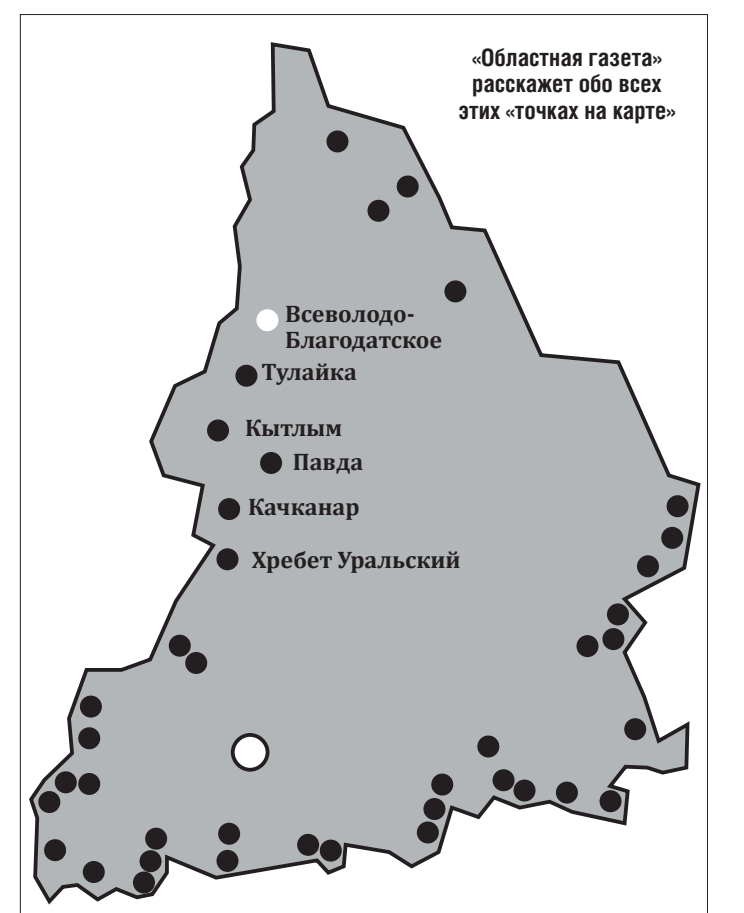 «Областная газета»
расскажет обо всех
этих «точках на карте»
Всеволодо-
Благодатское
Тулайка
Кытлым
Павда
Качканар
Хребет Уральский